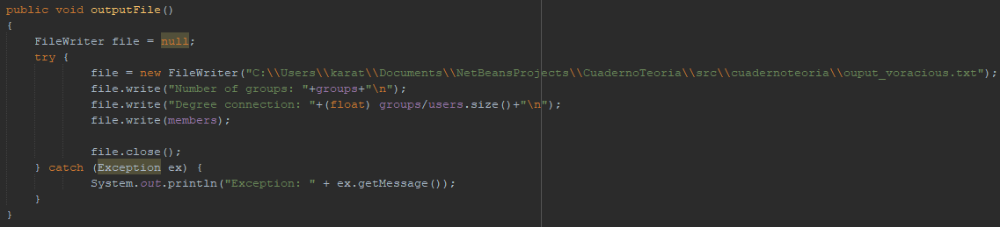 public void outputFile()
{
FileWriter file = null;
try {
file = new FileWriter("C:\\Users\\karat\\Documents\\NetBeansProjects\\CuadernoTeoria\\src\\cuadernoteoria\\ouput_voracious.txt");
file.write("Number of groups: "+groups+"\n");
file.write("Degree connection: "+(float) groups/users.size()+"\n");
file.write(members);
file.close();
} catch (Exception ex) {
System.out.println("Exception: " + ex.getMessage());
}
}